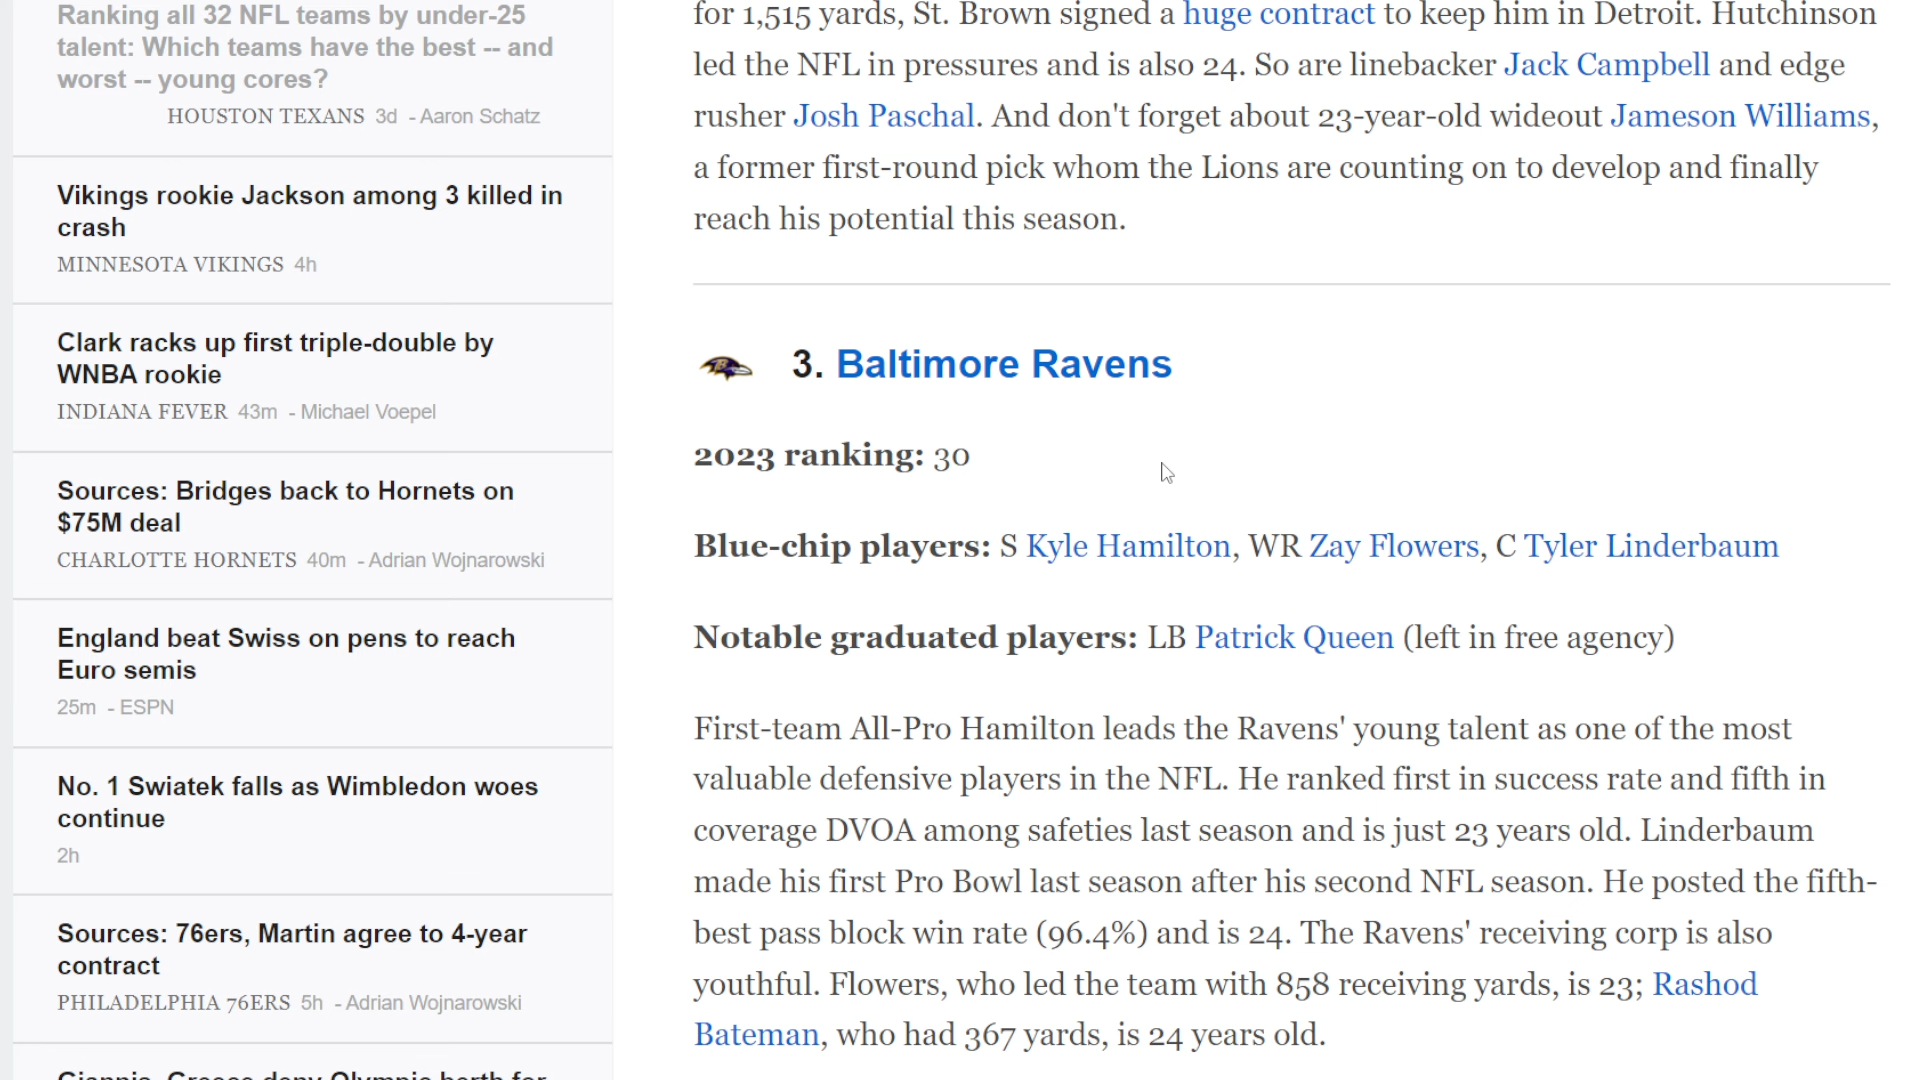 Ranking all 32 NFL teams by under-25
talent: Which teams have the best -- and
worst -- young cores?
HOUSTON TEXANS 3d - Aaron Schatz
Vikings rookie Jackson among 3 killed in
crash
MINNESOTA VIKINGS 4h
Clark racks up first triple-double by
WNBA rookie
INDIANA FEVER 43m - Michael Voepel
Sources: Bridges back to Hornets on
$75M deal
CHARLOTTE HORNETS 40m - Adrian Wojnarowski
England beat Swiss on pens to reach
Euro semis
25m - ESPN
No. 1 Swiatek falls as Wimbledon woes
continue
2h
Sources: 76ers, Martin agree to 4-year
contract
PHILADELPHIA 76ERS 5h - Adrian Wojnarowski
Giannis, Greece deny Olympic berth for
for 1,515 yards, St. Brown signed a huge contract to keep him in Detroit. Hutchinson
led the NFL in pressures and is also 24. So are linebacker Jack Campbell and edge
rusher Josh Paschal. And don't forget about 23-year-old wideout Jameson Williams,
a former first-round pick whom the Lions are counting on to develop and finally
reach his potential this season.
3. Baltimore Ravens
2023 ranking: 30
Blue-chip players: S Kyle Hamilton, WR Zay Flowers, C Tyler Linderbaum
Notable graduated players: LB Patrick Queen (left in free agency)
First-team All-Pro Hamilton leads the Ravens' young talent as one of the most
valuable defensive players in the NFL. He ranked first in success rate and fifth in
coverage DVOA among safeties last season and is just 23 years old. Linderbaum
made his first Pro Bowl last season after his second NFL season. He posted the fifth-
best pass block win rate (96.4%) and is 24. The Ravens' receiving corp is also
youthful. Flowers, who led the team with 858 receiving yards, is 23; Rashod
Bateman, who had 367 yards, is 24 years old.